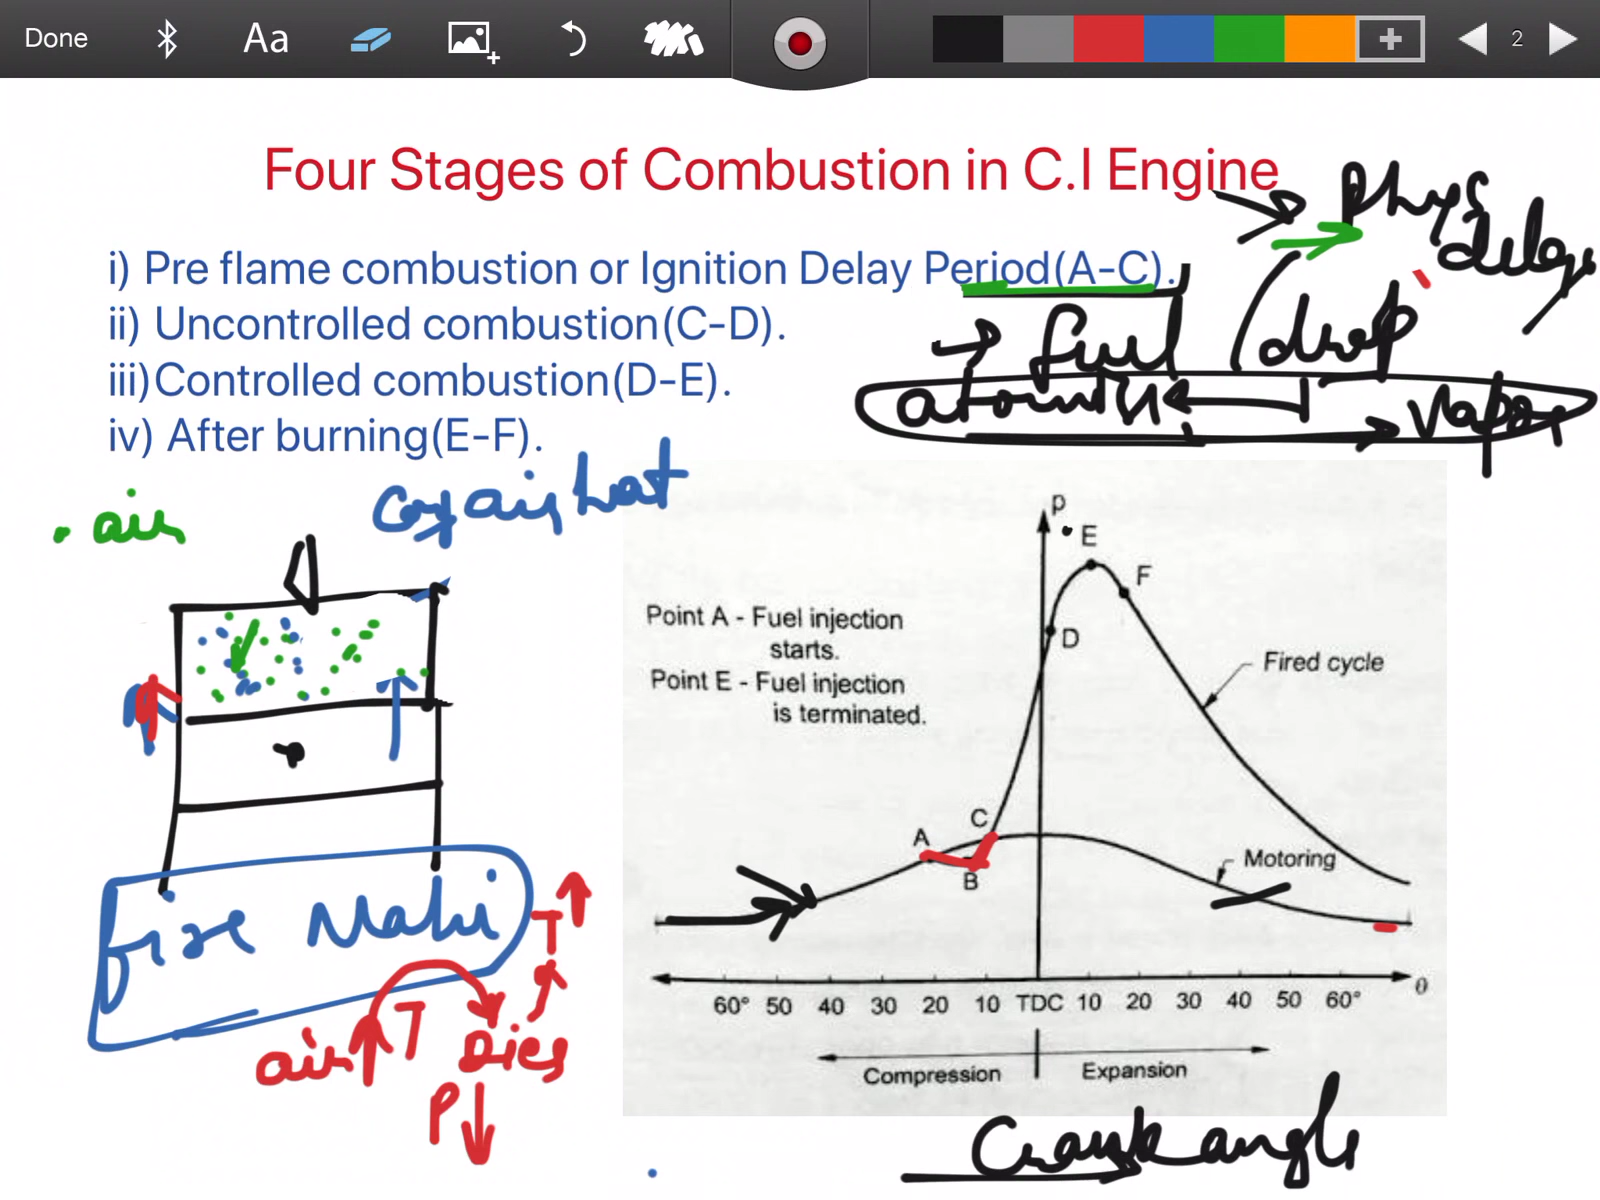 Done
Aa
2
Four Stages of Combustion in C.I Engine
i) Pre flame combustion or Ignition Delay Period(A-C).
ii) Uncontrolled combustion(C-D).
iii)Controlled combustion(D-E).
iv) After burning(E-F).
Phys
delay
fuel
drop
air
P
E
F
D
Point A - Fuel injection
starts.
Point E - Fuel injection
is terminated.
Fired cycle
C
A
B
Motoring
θ
60° 50 40 30 20 10 TDC 10 20 30 40 50 60°
Compression
Expansion
Fire Nahi
T
air T Dies
P
Crank angle